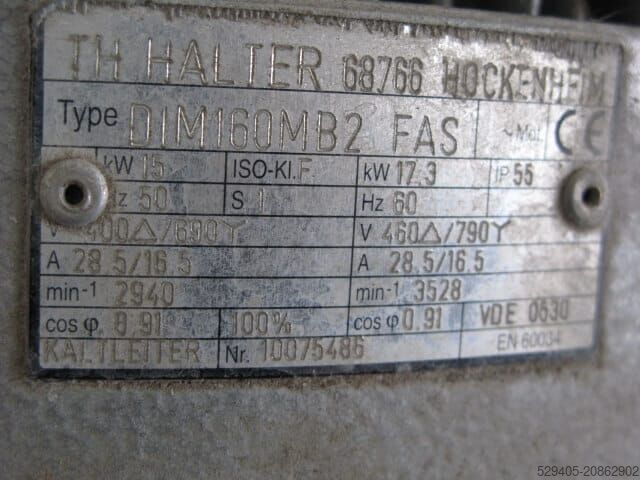 TH. HALTER 68766 HOCKENHEIM
Type DIM160MB2 FAS ~ Mot. CE
kW 15 ISO-Kl. F kW 17.3 IP 55
Hz 50 S 1 Hz 60
V 400△/690Y V 460△/790Y
A 28.5/16.5 A 28.5/16.5
min-1 2940 min-1 3528
cos φ 0.91 100% cos φ 0.91 VDE 0530
KALTLEITER Nr. 10075486 EN 60034
529405-20862902